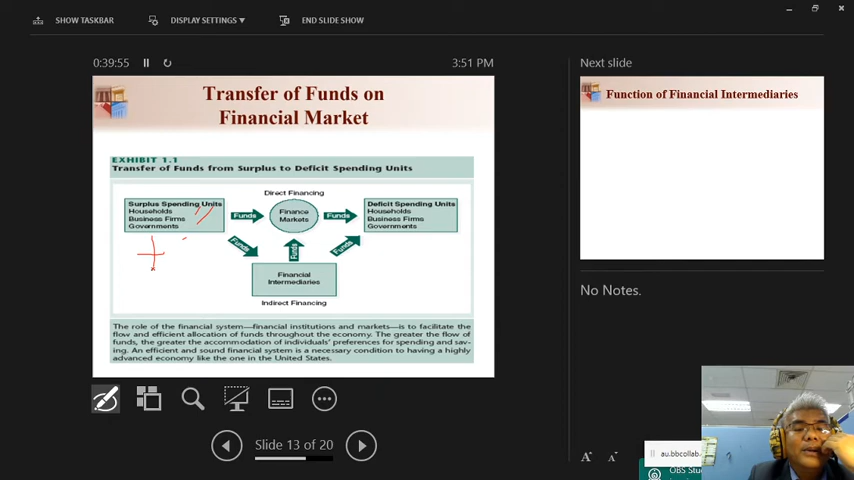 SHOW TASKBAR
DISPLAY SETTINGS ▼
END SLIDE SHOW
0:39:55
3:51 PM
Transfer of Funds on
Financial Market
EXHIBIT 1.1
Transfer of Funds from Surplus to Deficit Spending Units
Direct Financing
Surplus Spending Units
Households
Business Firms
Governments
Funds
Finance
Markets
Funds
Deficit Spending Units
Households
Business Firms
Governments
Funds
Funds
Funds
Financial
Intermediaries
Indirect Financing
The role of the financial system—financial institutions and markets—is to facilitate the
flow and efficient allocation of funds throughout the economy. The greater the flow of
funds, the greater the accommodation of individuals' preferences for spending and sav-
ing. An efficient and sound financial system is a necessary condition to having a highly
advanced economy like the one in the United States.
Slide 13 of 20
Next slide
Function of Financial Intermediaries
No Notes.
A
A
au.bbcollab.
OBS Stud